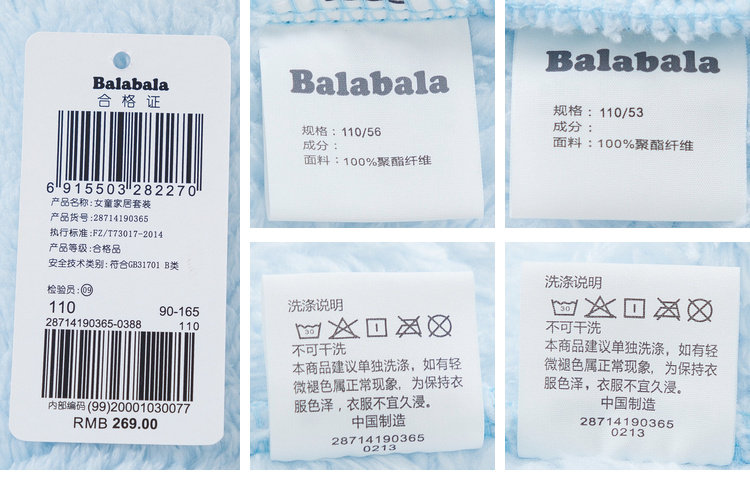 Balabala
合格证
6 915503 282270
产品名称: 女童家居套装
产品货号: 28714190365
执行标准: FZ/T73017-2014
产品等级: 合格品
安全技术类别: 符合GB31701 B类
检验员: 09
110 90-165
28714190365-0388 110
内部编码 (99)20001030077
RMB 269.00
Balabala
规格: 110/56
成分:
面料: 100%聚酯纤维
Balabala
规格: 110/53
成分:
面料: 100%聚酯纤维
洗涤说明
50
不可干洗
本商品建议单独洗涤，如有轻
微褪色属正常现象，为保持衣
服色泽，衣服不宜久浸。
中国制造
28714190365
0213
洗涤说明
50
不可干洗
本商品建议单独洗涤，如有轻
微褪色属正常现象，为保持衣
服色泽，衣服不宜久浸。
中国制造
28714190365
0213